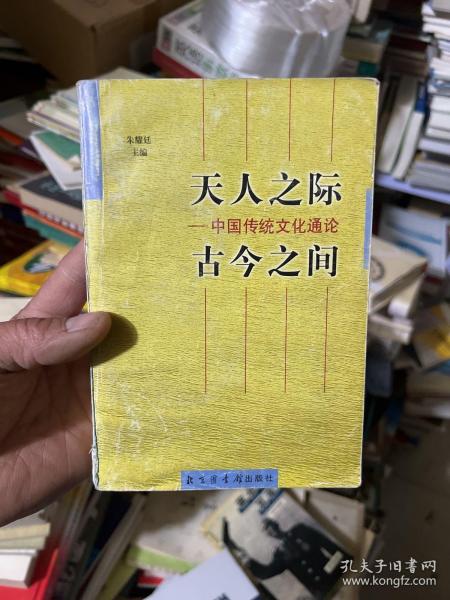 朱耀廷
主编
天人之际
——中国传统文化通论
古今之间
北京图书馆出版社
孔夫子旧书网
www.kongfz.com